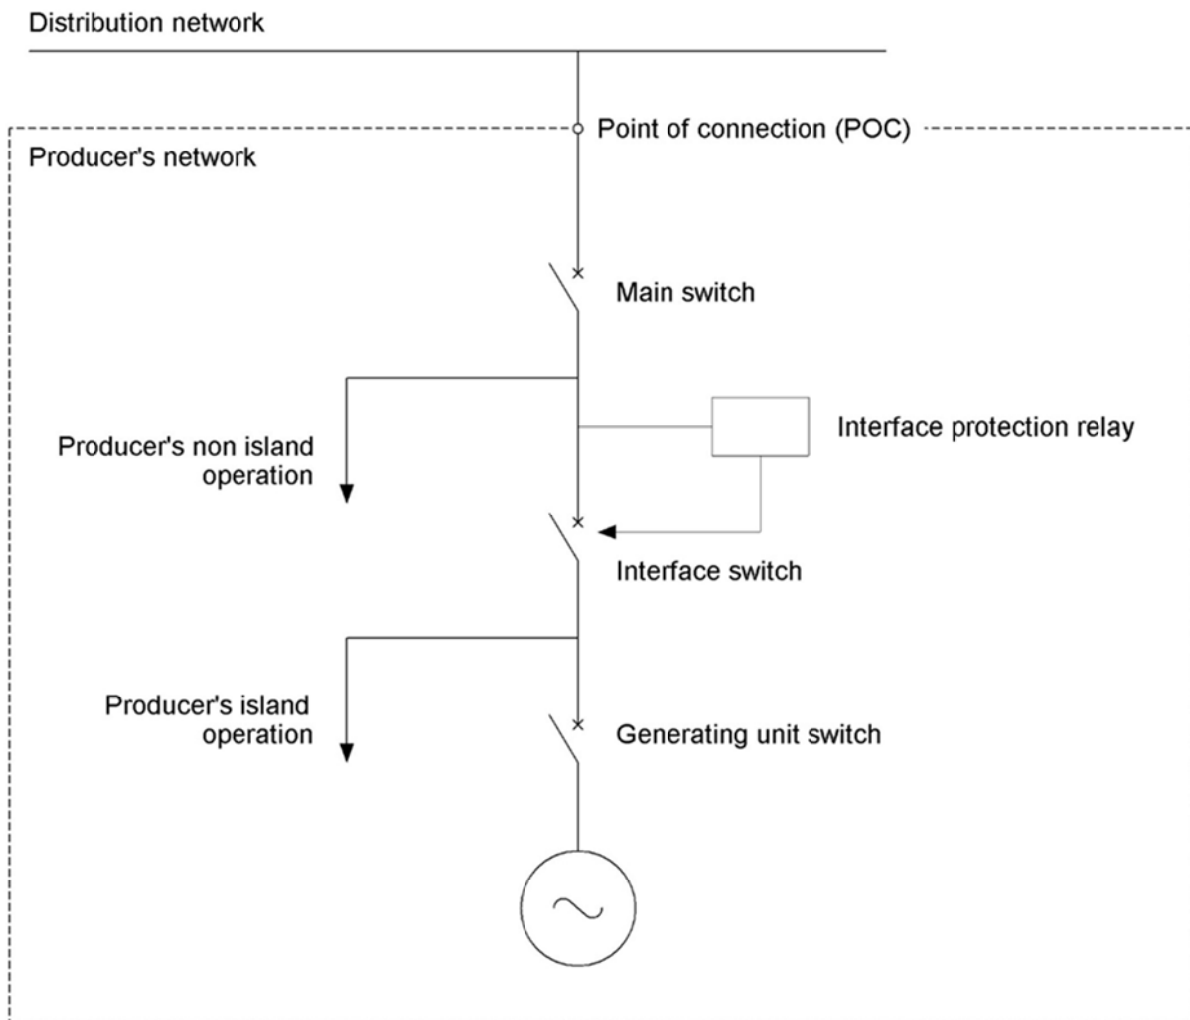 Distribution network
Point of connection (POC)
Producer's network
Main switch
Interface protection relay
Producer's non island
operation
Interface switch
Producer's island
operation
Generating unit switch